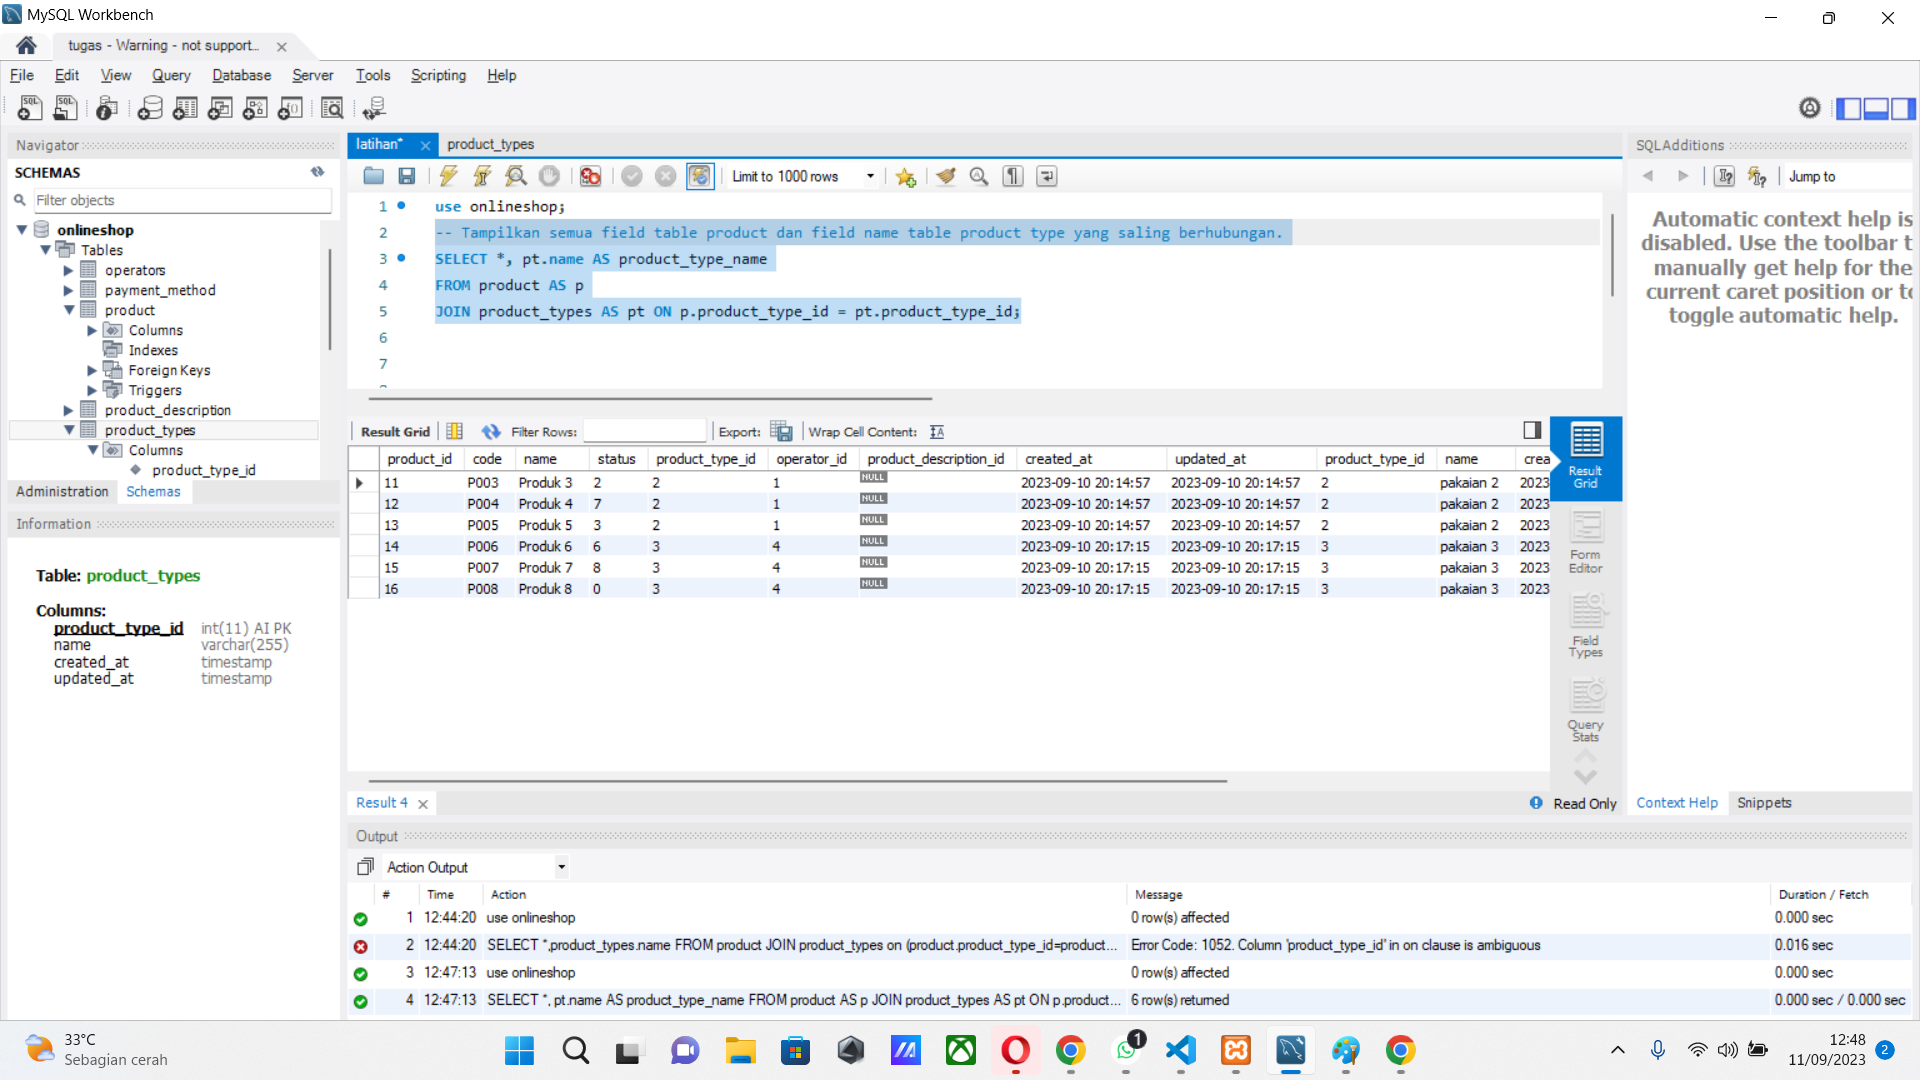 MySQL Workbench
tugas - Warning - not support...
File Edit View Query Database Server Tools Scripting Help
Navigator
SCHEMAS
Filter objects
onlineshop
Tables
operators
payment_method
product
Columns
Indexes
Foreign Keys
Triggers
product_description
product_types
Columns
product_type_id
Administration Schemas
Information
Table: product_types
Columns:
product_type_id int(11) AI PK
name varchar(255)
created_at timestamp
updated_at timestamp
latihan* product_types
Limit to 1000 rows
1 use onlineshop;
2 -- Tampilkan semua field table product dan field name table product type yang saling berhubungan.
3 SELECT *, pt.name AS product_type_name
4 FROM product AS p
5 JOIN product_types AS pt ON p.product_type_id = pt.product_type_id;
6
7
Result Grid Filter Rows: Export: Wrap Cell Content:
product_id code name status product_type_id operator_id product_description_id created_at updated_at product_type_id name crea
11 P003 Produk 3 2 2 1 NULL 2023-09-10 20:14:57 2023-09-10 20:14:57 2 pakaian 2 2023
12 P004 Produk 4 7 2 1 NULL 2023-09-10 20:14:57 2023-09-10 20:14:57 2 pakaian 2 2023
13 P005 Produk 5 3 2 1 NULL 2023-09-10 20:14:57 2023-09-10 20:14:57 2 pakaian 2 2023
14 P006 Produk 6 6 3 4 NULL 2023-09-10 20:17:15 2023-09-10 20:17:15 3 pakaian 3 2023
15 P007 Produk 7 8 3 4 NULL 2023-09-10 20:17:15 2023-09-10 20:17:15 3 pakaian 3 2023
16 P008 Produk 8 0 3 4 NULL 2023-09-10 20:17:15 2023-09-10 20:17:15 3 pakaian 3 2023
Result
Grid
Form
Editor
Field
Types
Query
Stats
Result 4
Read Only
SQLAdditions
Jump to
Automatic context help is
disabled. Use the toolbar t
manually get help for the
current caret position or to
toggle automatic help.
Context Help Snippets
Output
Action Output
# Time Action Message Duration / Fetch
1 12:44:20 use onlineshop 0 row(s) affected 0.000 sec
2 12:44:20 SELECT *,product_types.name FROM product JOIN product_types on (product.product_type_id=product... Error Code: 1052. Column 'product_type_id' in on clause is ambiguous 0.016 sec
3 12:47:13 use onlineshop 0 row(s) affected 0.000 sec
4 12:47:13 SELECT *, pt.name AS product_type_name FROM product AS p JOIN product_types AS pt ON p.product... 6 row(s) returned 0.000 sec / 0.000 sec
33°C
Sebagian cerah
1
12:48
11/09/2023
2